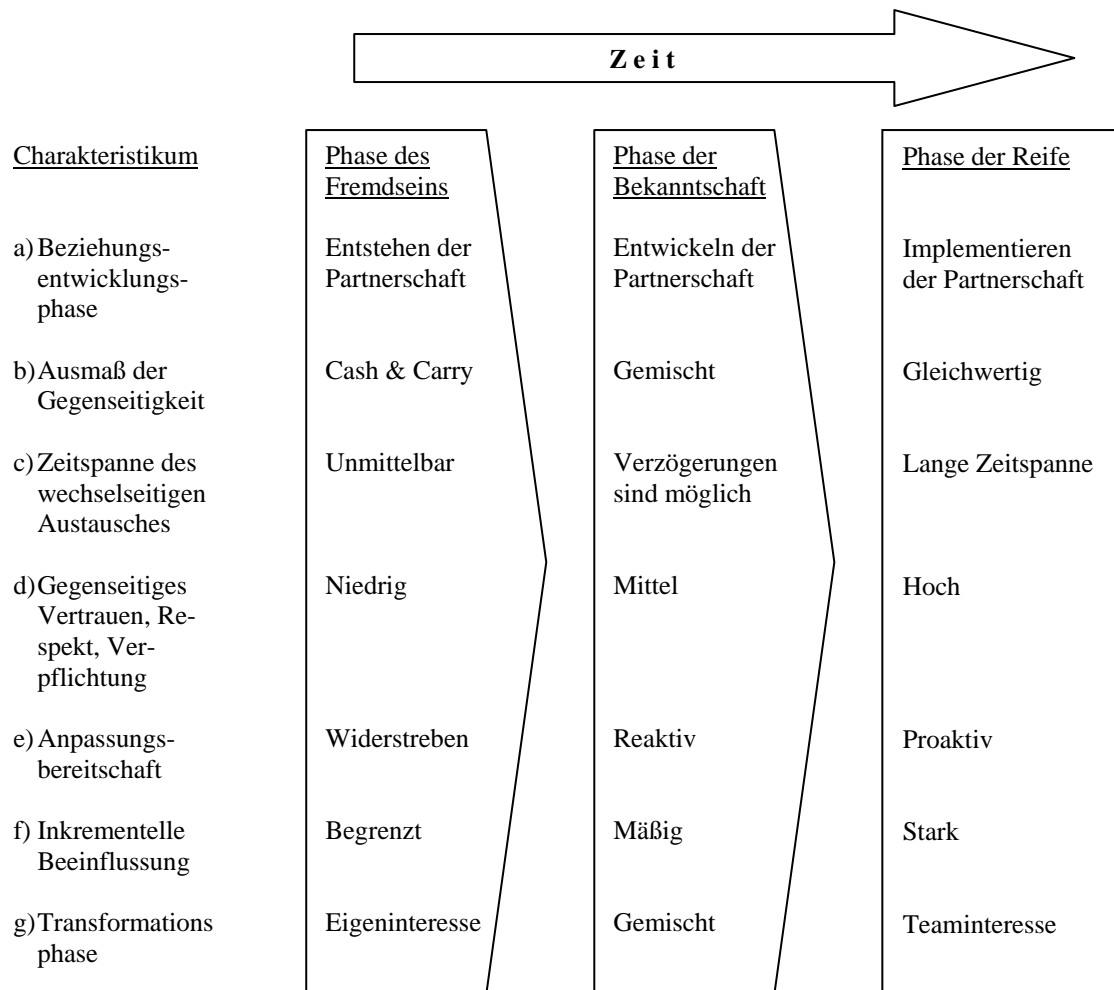 Zeit
Charakteristikum
Phase des
Fremdseins
Phase der
Bekanntschaft
Phase der Reife
a) Beziehungs-
entwicklungs-
phase
Entstehen der
Partnerschaft
Entwickeln der
Partnerschaft
Implementieren
der Partnerschaft
b) Ausmaß der
Gegenseitigkeit
Cash & Carry
Gemischt
Gleichwertig
c) Zeitspanne des
wechselseitigen
Austausches
Unmittelbar
Verzögerungen
sind möglich
Lange Zeitspanne
d) Gegenseitiges
Vertrauen, Re-
spekt, Ver-
pflichtung
Niedrig
Mittel
Hoch
e) Anpassungs-
bereitschaft
Widerstreben
Reaktiv
Proaktiv
f) Inkrementelle
Beeinflussung
Begrenzt
Mäßig
Stark
g) Transformations
phase
Eigeninteresse
Gemischt
Teaminteresse